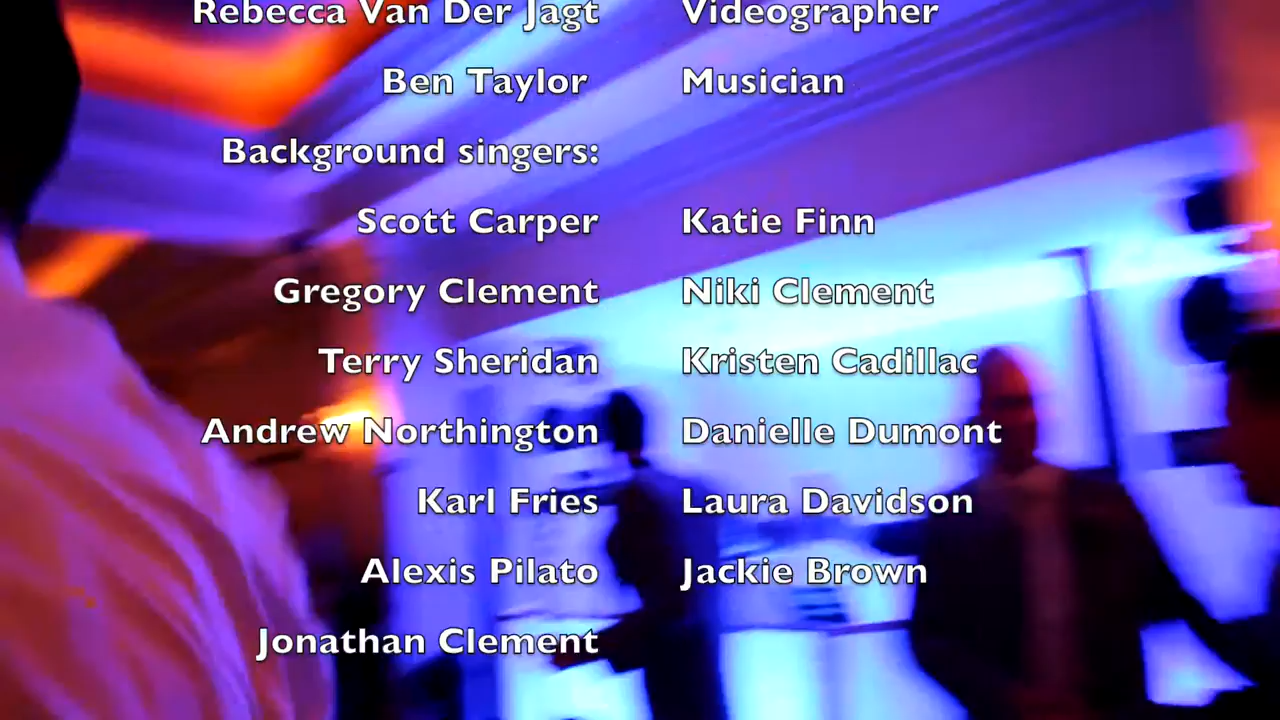 Rebecca Van Der Jagt Videographer
Ben Taylor Musician
Background singers:
Scott Carper Katie Finn
Gregory Clement Niki Clement
Terry Sheridan Kristen Cadillac
Andrew Northington Danielle Dumont
Karl Fries Laura Davidson
Alexis Pilato Jackie Brown
Jonathan Clement